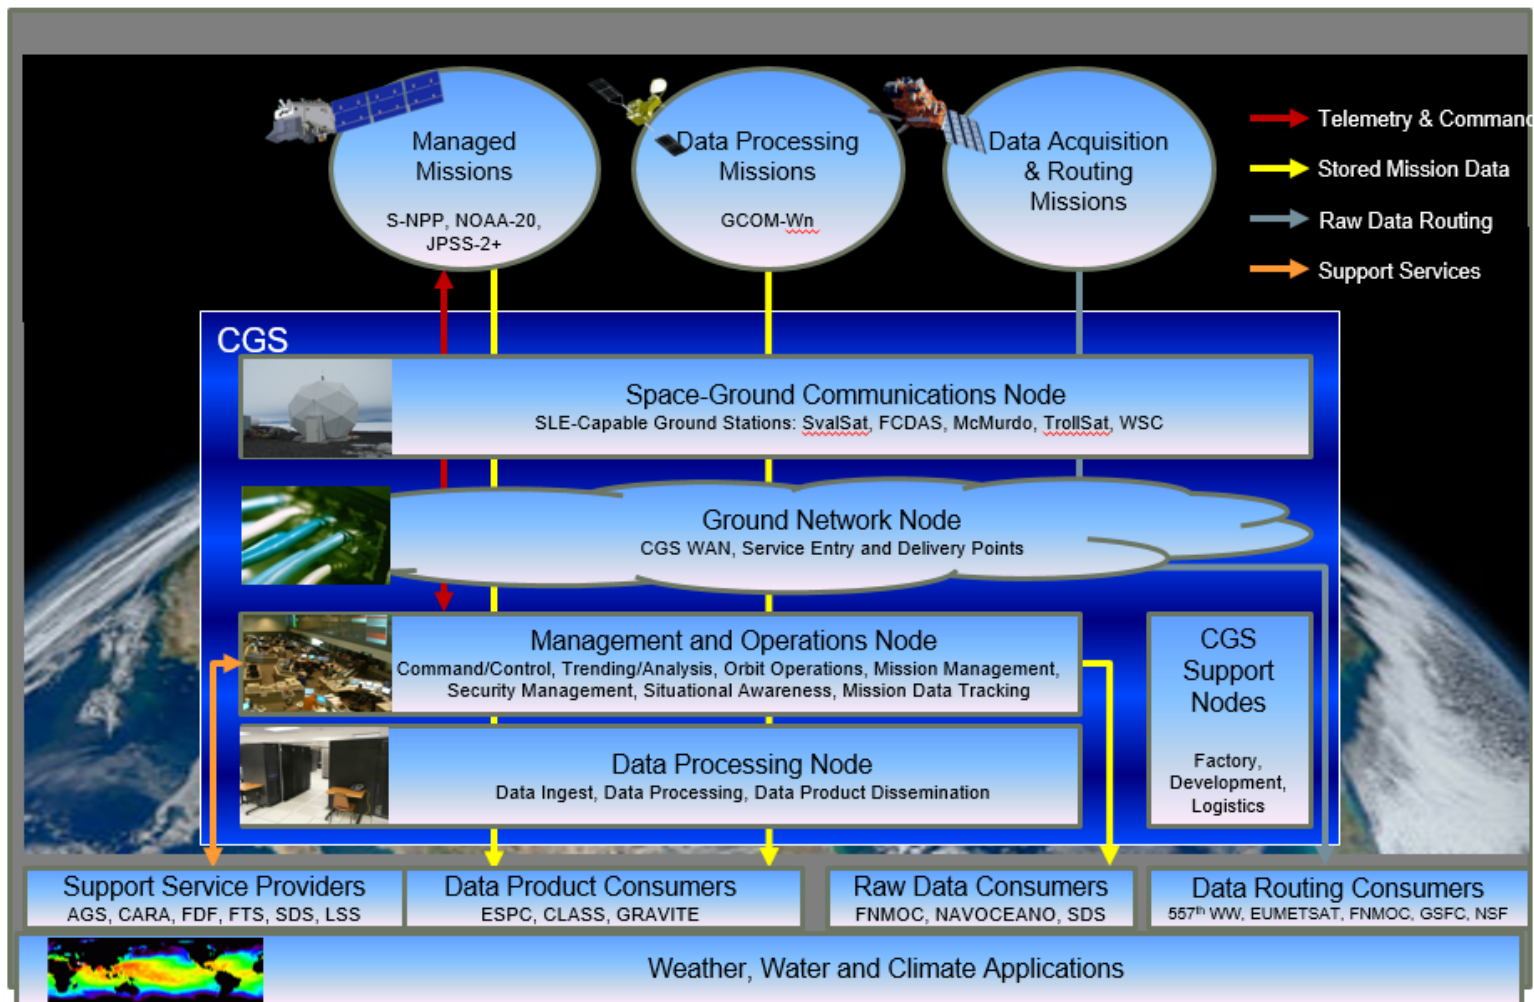 Managed
Missions
S-NPP, NOAA-20,
JPSS-2+
Data Processing
Missions
GCOM-Wn
Data Acquisition
& Routing
Missions
Telemetry & Command
Stored Mission Data
Raw Data Routing
Support Services
CGS
Space-Ground Communications Node
SLE-Capable Ground Stations: SvalSat, FCDAS, McMurdo, TrollSat, WSC
Ground Network Node
CGS WAN, Service Entry and Delivery Points
Management and Operations Node
Command/Control, Trending/Analysis, Orbit Operations, Mission Management,
Security Management, Situational Awareness, Mission Data Tracking
CGS
Support
Nodes
Factory,
Development,
Logistics
Data Processing Node
Data Ingest, Data Processing, Data Product Dissemination
Support Service Providers
AGS, CARA, FDF, FTS, SDS, LSS
Data Product Consumers
ESPC, CLASS, GRAVITE
Raw Data Consumers
FNMOC, NAVOCEANO, SDS
Data Routing Consumers
557th WW, EUMETSAT, FNMOC, GSFC, NSF
Weather, Water and Climate Applications